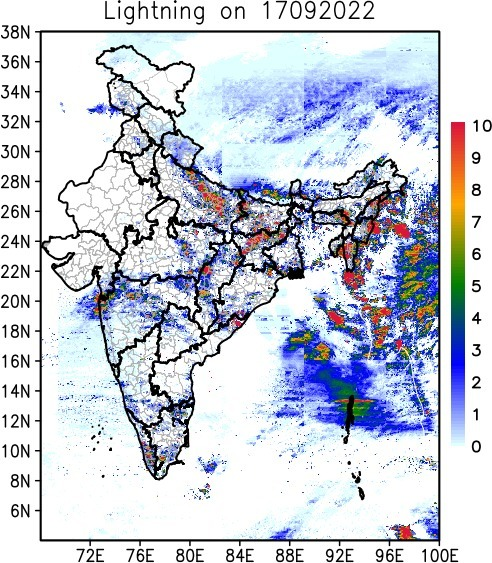 Lightning on 17092022
38N
36N
34N
32N
30N
28N
26N
24N
22N
20N
18N
16N
14N
12N
10N
8N
6N
72E 76E 80E 84E 88E 92E 96E 100E
10
9
8
7
6
5
4
3
2
1
0